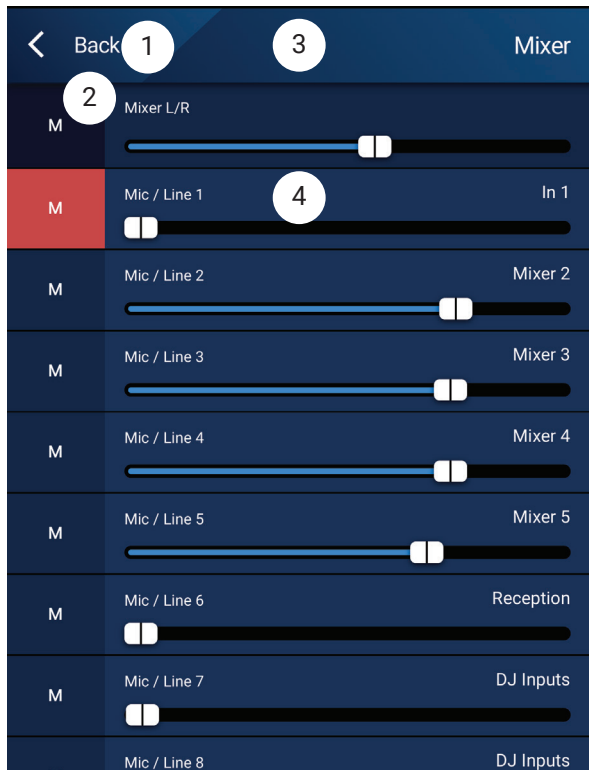 Back 1 3 Mixer
2
M Mixer L/R
M Mic / Line 1 4 In 1
M Mic / Line 2 Mixer 2
M Mic / Line 3 Mixer 3
M Mic / Line 4 Mixer 4
M Mic / Line 5 Mixer 5
M Mic / Line 6 Reception
M Mic / Line 7 DJ Inputs
Mic / Line 8 DJ Inputs